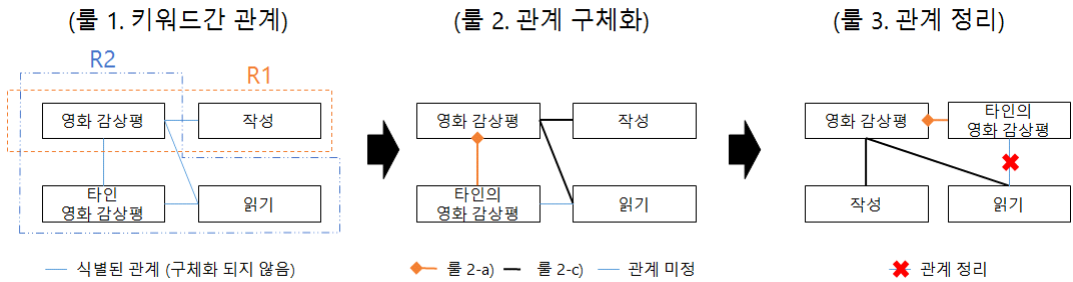 (룰 1. 키워드간 관계)
R2
R1
영화 감상평
작성
타인
영화 감상평
읽기
식별된 관계 (구체화 되지 않음)
(룰 2. 관계 구체화)
영화 감상평
작성
타인의
영화 감상평
읽기
룰 2-a)
룰 2-c)
관계 미정
(룰 3. 관계 정리)
영화 감상평
타인의
영화 감상평
작성
읽기
관계 정리